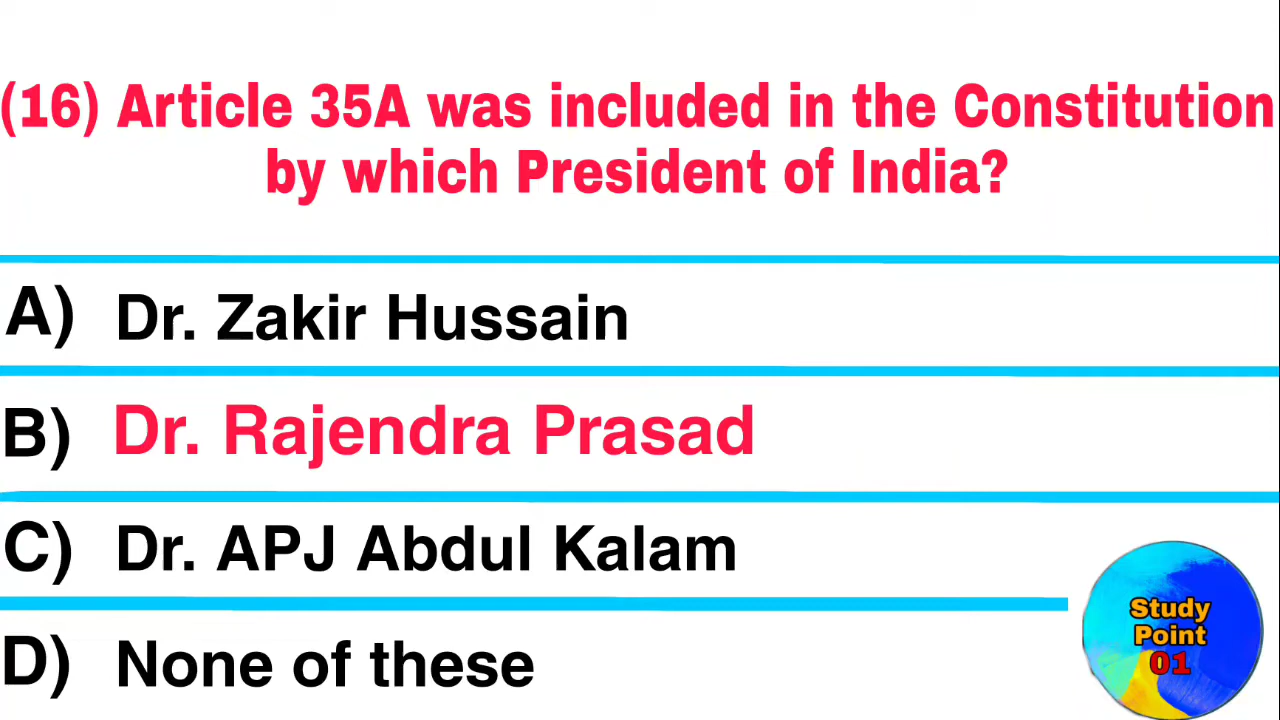 (16) Article 35A was included in the Constitution
by which President of India?
A) Dr. Zakir Hussain
B) Dr. Rajendra Prasad
C) Dr. APJ Abdul Kalam
D) None of these
Study
Point
01